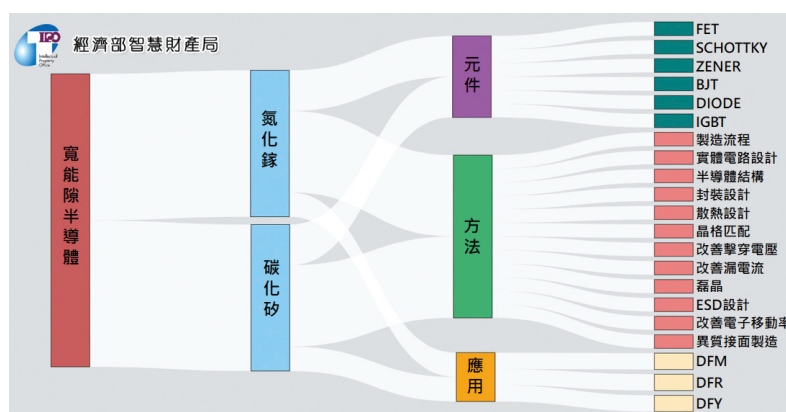 TIPO
Intellectual
Property
Office
經濟部智慧財產局
寬能隙半導體
氮化鎵
碳化矽
元件
方法
應用
FET
SCHOTTKY
ZENER
BJT
DIODE
IGBT
製造流程
實體電路設計
半導體結構
封裝設計
散熱設計
晶格匹配
改善擊穿電壓
改善漏電流
磊晶
ESD設計
改善電子移動率
異質接面製造
DFM
DFR
DFY